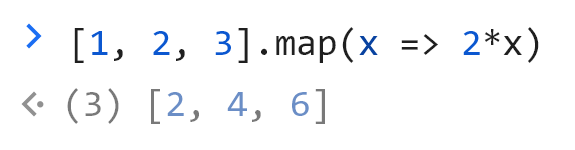 > [1, 2, 3].map(x => 2*x)
(3) [2, 4, 6]